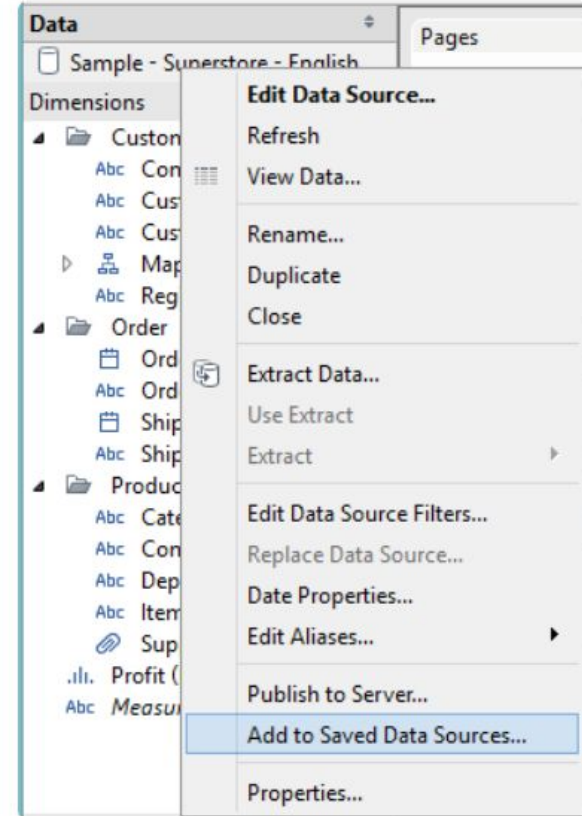 Data
Pages
Sample - Superstore - English
Dimensions
Edit Data Source...
Refresh
View Data...
Rename...
Duplicate
Close
Extract Data...
Use Extract
Extract
Edit Data Source Filters...
Replace Data Source...
Date Properties...
Edit Aliases...
Publish to Server...
Add to Saved Data Sources...
Properties...
Custom
Abc Con
Abc Cus
Abc Cus
Map
Abc Reg
Order
Ord
Abc Ord
Ship
Abc Ship
Produc
Abc Cate
Abc Con
Abc Dep
Abc Item
Sup
Profit (
Abc Measu